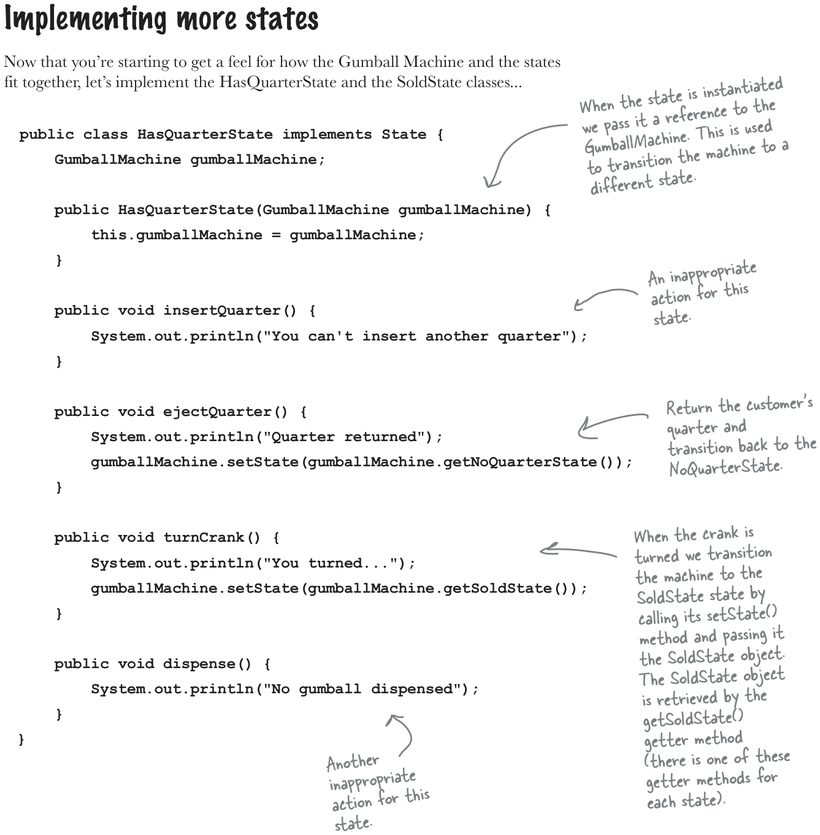 Implementing more states
Now that you're starting to get a feel for how the Gumball Machine and the states
fit together, let's implement the HasQuarterState and the SoldState classes...
public class HasQuarterState implements State {
GumballMachine gumballMachine;
When the state is instantiated
we pass it a reference to the
GumballMachine. This is used
to transition the machine to a
different state.
public HasQuarterState(GumballMachine gumballMachine) {
this.gumballMachine = gumballMachine;
}
public void insertQuarter() {
System.out.println("You can't insert another quarter");
}
An inappropriate
action for this
state.
public void ejectQuarter() {
System.out.println("Quarter returned");
gumballMachine.setState(gumballMachine.getNoQuarterState());
}
Return the customer's
quarter and
transition back to the
NoQuarterState.
public void turnCrank() {
System.out.println("You turned...");
gumballMachine.setState(gumballMachine.getSoldState());
}
When the crank is
turned we transition
the machine to the
SoldState state by
calling its setState()
method and passing it
the SoldState object.
The SoldState object
is retrieved by the
getSoldState()
getter method
(there is one of these
getter methods for
each state).
public void dispense() {
System.out.println("No gumball dispensed");
}
}
Another
inappropriate
action for this
state.